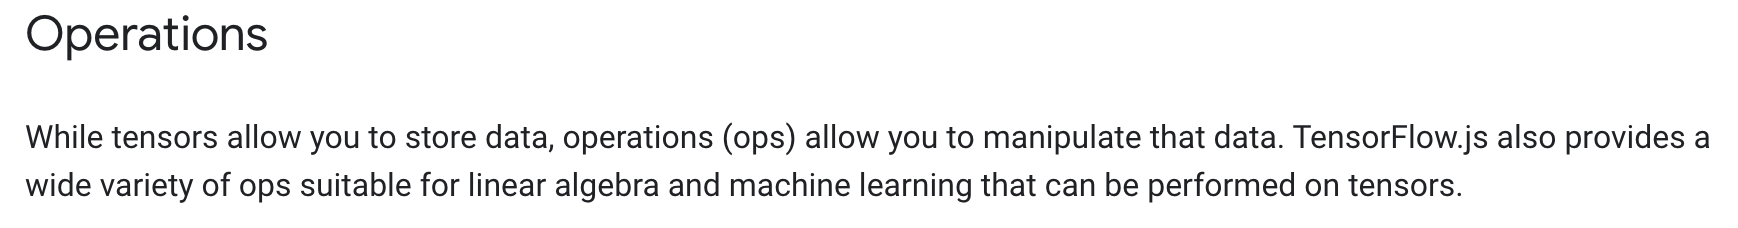 Operations
While tensors allow you to store data, operations (ops) allow you to manipulate that data. TensorFlow.js also provides a
wide variety of ops suitable for linear algebra and machine learning that can be performed on tensors.